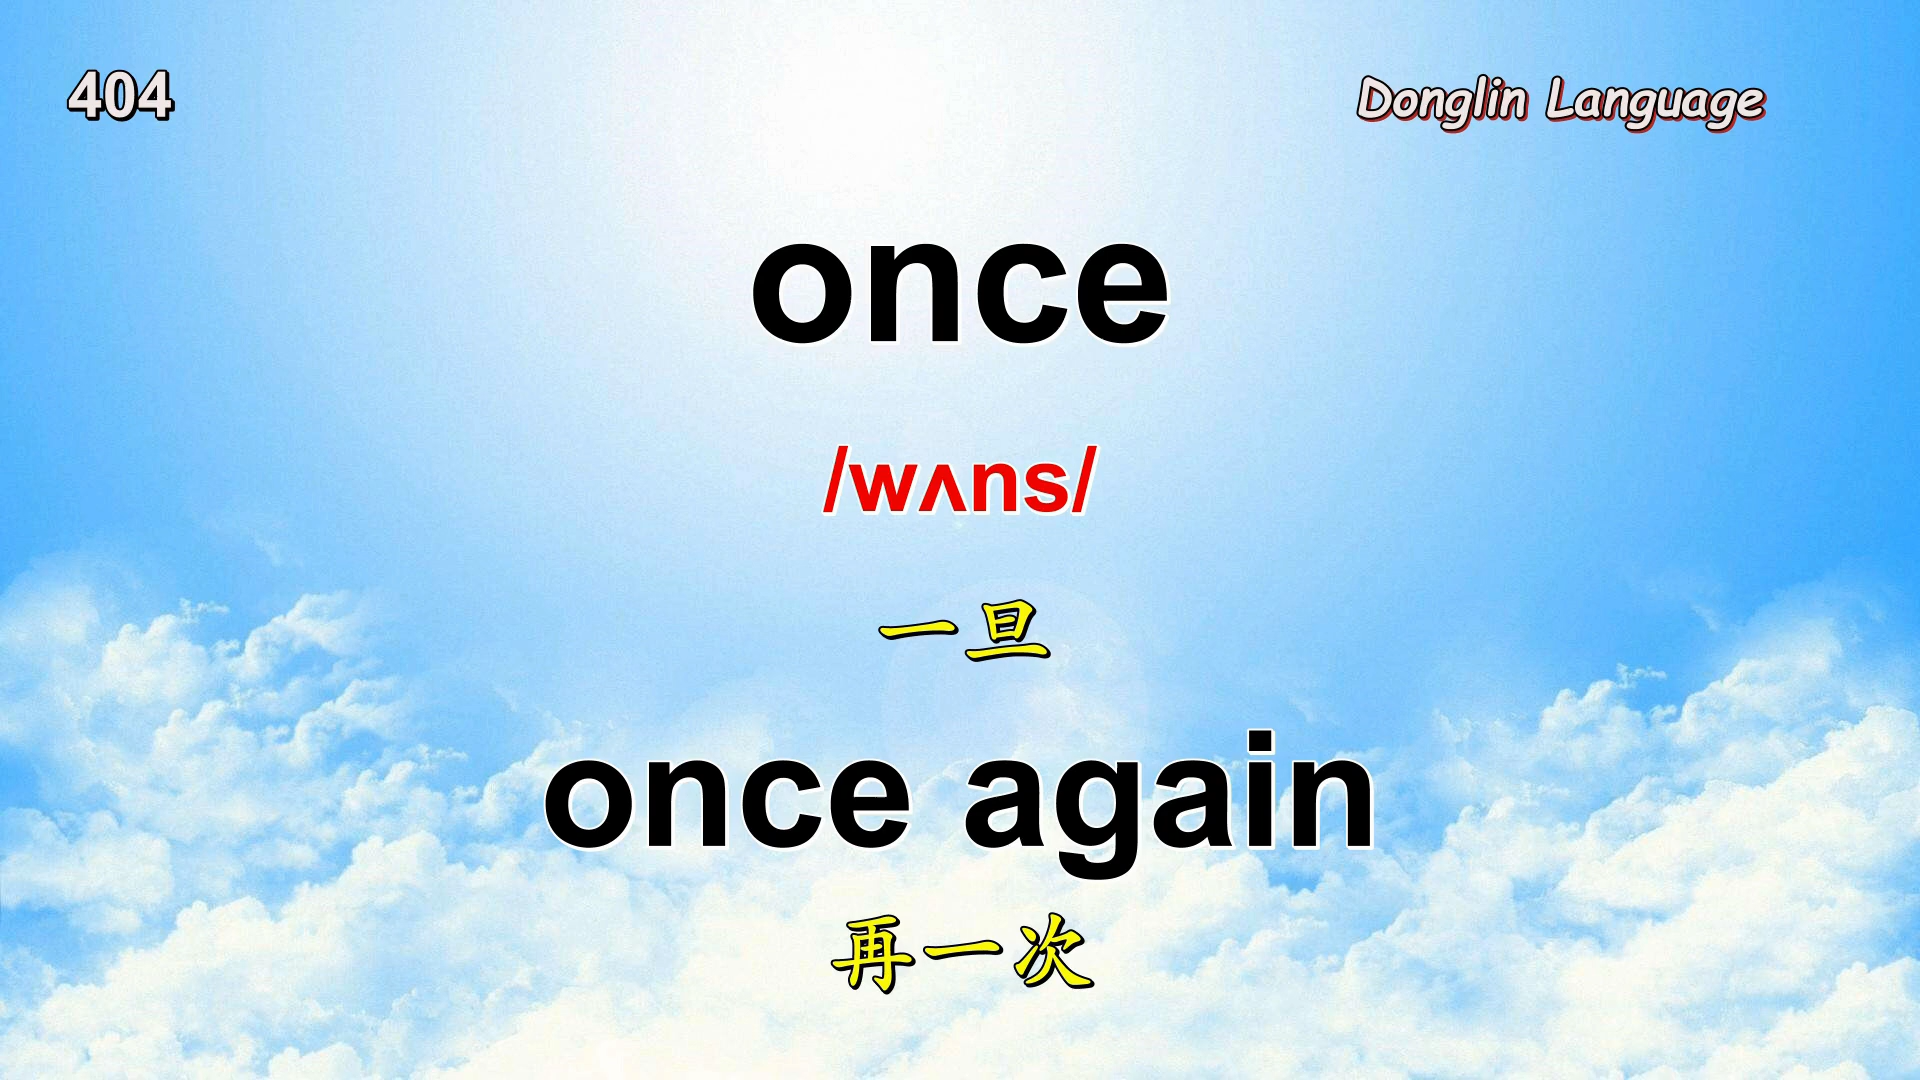 404
Donglin Language
once
/wʌns/
一旦
once again
再一次